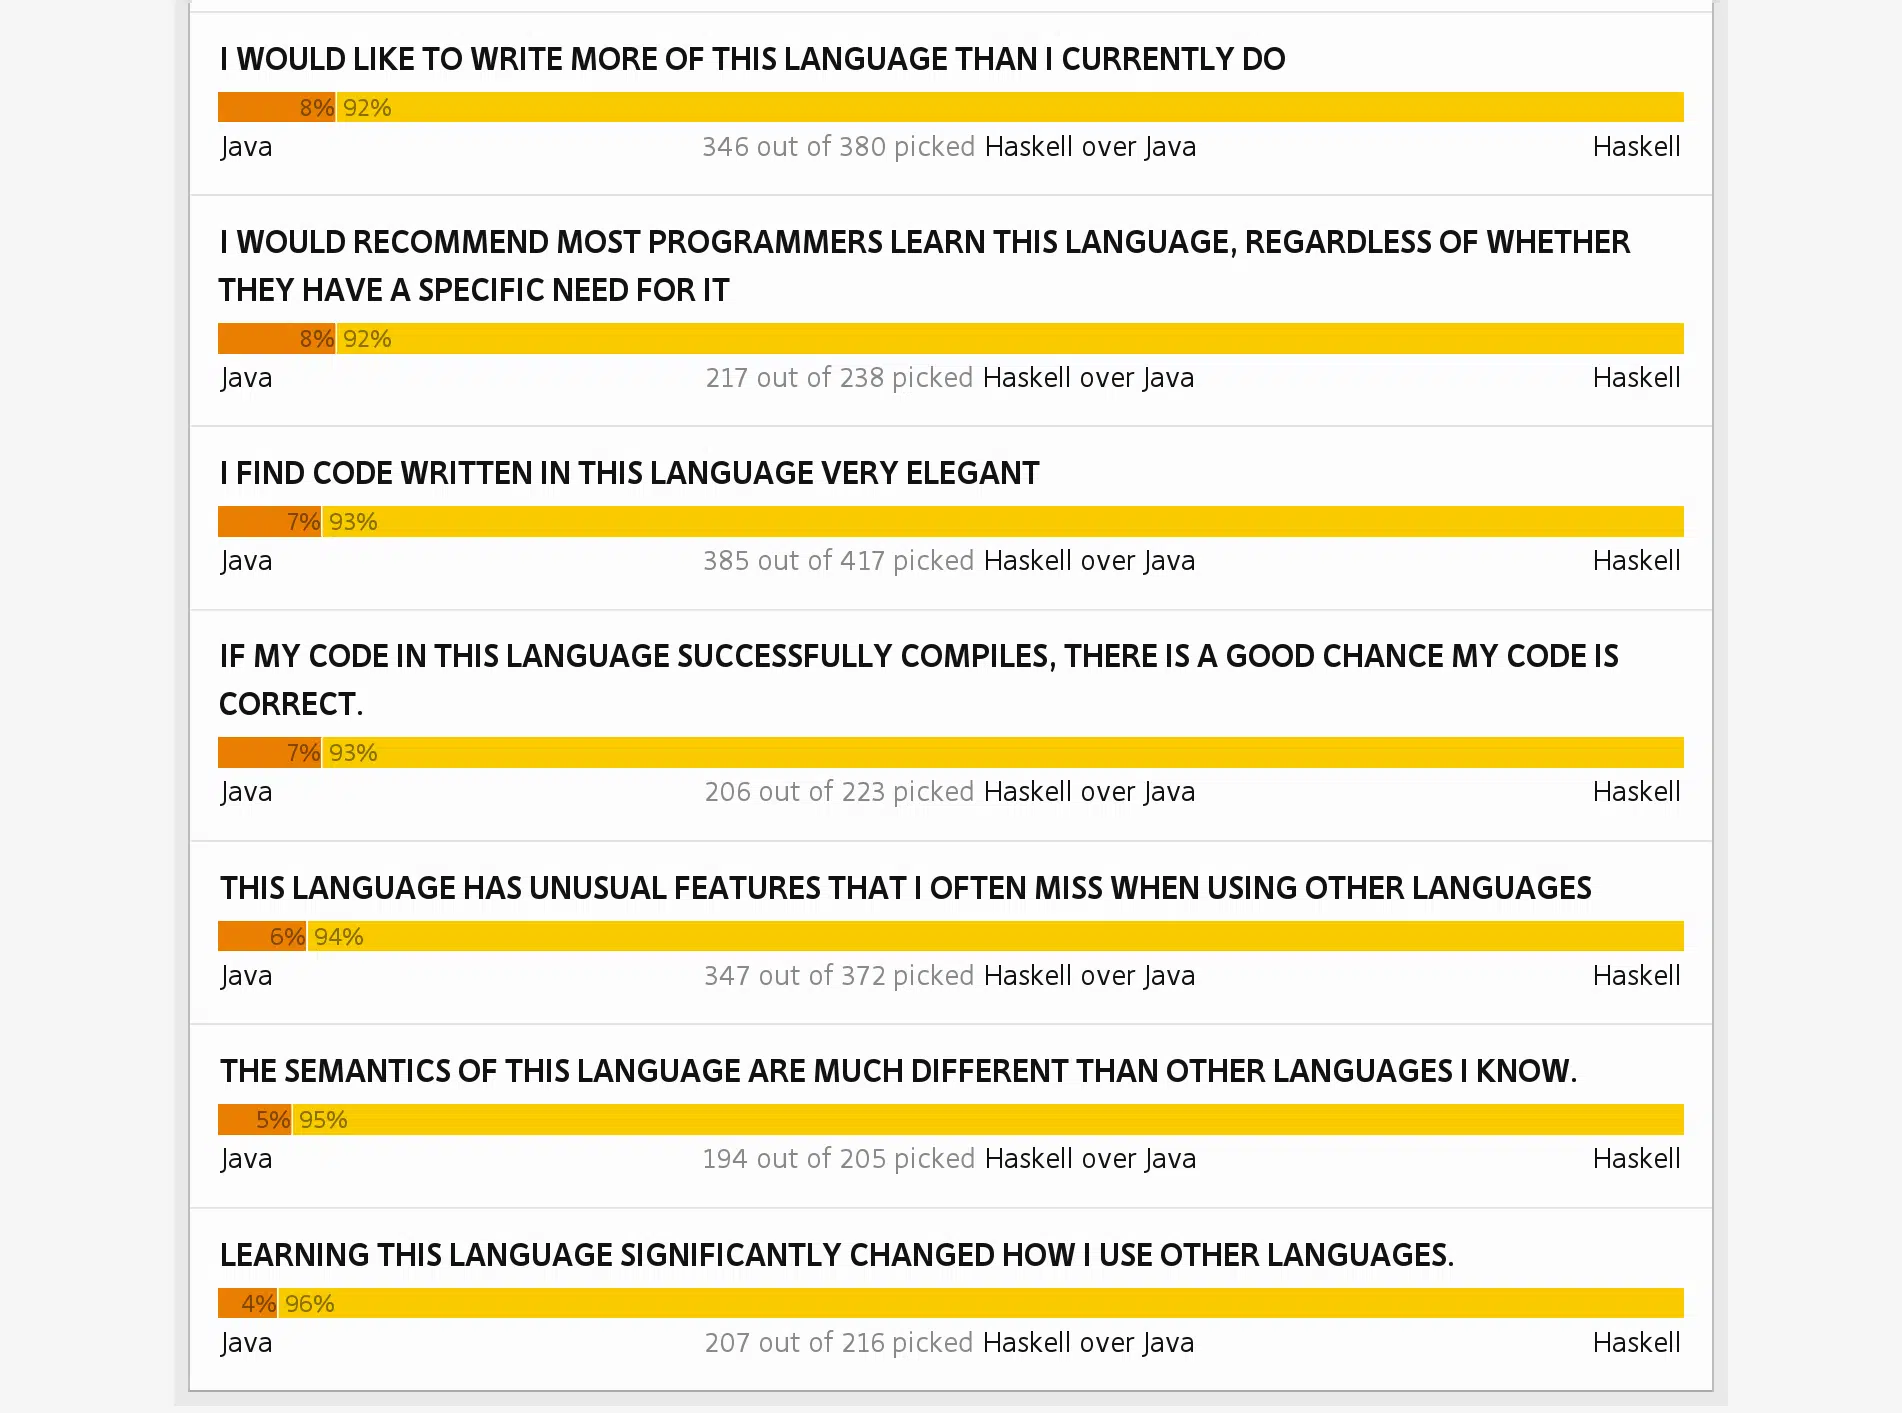 I WOULD LIKE TO WRITE MORE OF THIS LANGUAGE THAN I CURRENTLY DO
8% 92%
Java 346 out of 380 picked Haskell over Java Haskell
I WOULD RECOMMEND MOST PROGRAMMERS LEARN THIS LANGUAGE, REGARDLESS OF WHETHER
THEY HAVE A SPECIFIC NEED FOR IT
8% 92%
Java 217 out of 238 picked Haskell over Java Haskell
I FIND CODE WRITTEN IN THIS LANGUAGE VERY ELEGANT
7% 93%
Java 385 out of 417 picked Haskell over Java Haskell
IF MY CODE IN THIS LANGUAGE SUCCESSFULLY COMPILES, THERE IS A GOOD CHANCE MY CODE IS
CORRECT.
7% 93%
Java 206 out of 223 picked Haskell over Java Haskell
THIS LANGUAGE HAS UNUSUAL FEATURES THAT I OFTEN MISS WHEN USING OTHER LANGUAGES
6% 94%
Java 347 out of 372 picked Haskell over Java Haskell
THE SEMANTICS OF THIS LANGUAGE ARE MUCH DIFFERENT THAN OTHER LANGUAGES I KNOW.
5% 95%
Java 194 out of 205 picked Haskell over Java Haskell
LEARNING THIS LANGUAGE SIGNIFICANTLY CHANGED HOW I USE OTHER LANGUAGES.
4% 96%
Java 207 out of 216 picked Haskell over Java Haskell